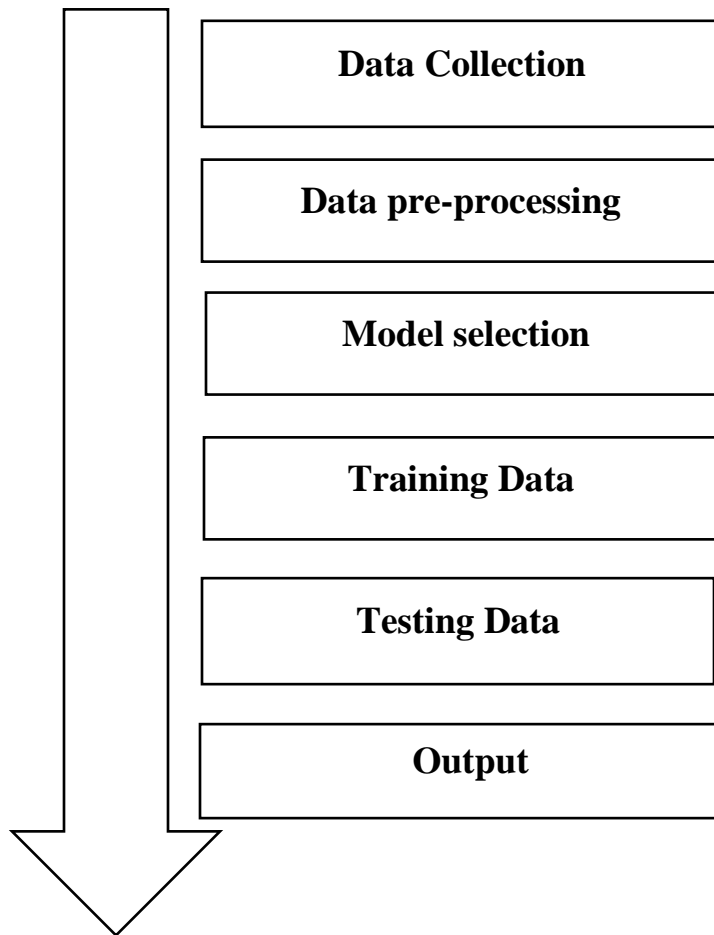 Data Collection
Data pre-processing
Model selection
Training Data
Testing Data
Output